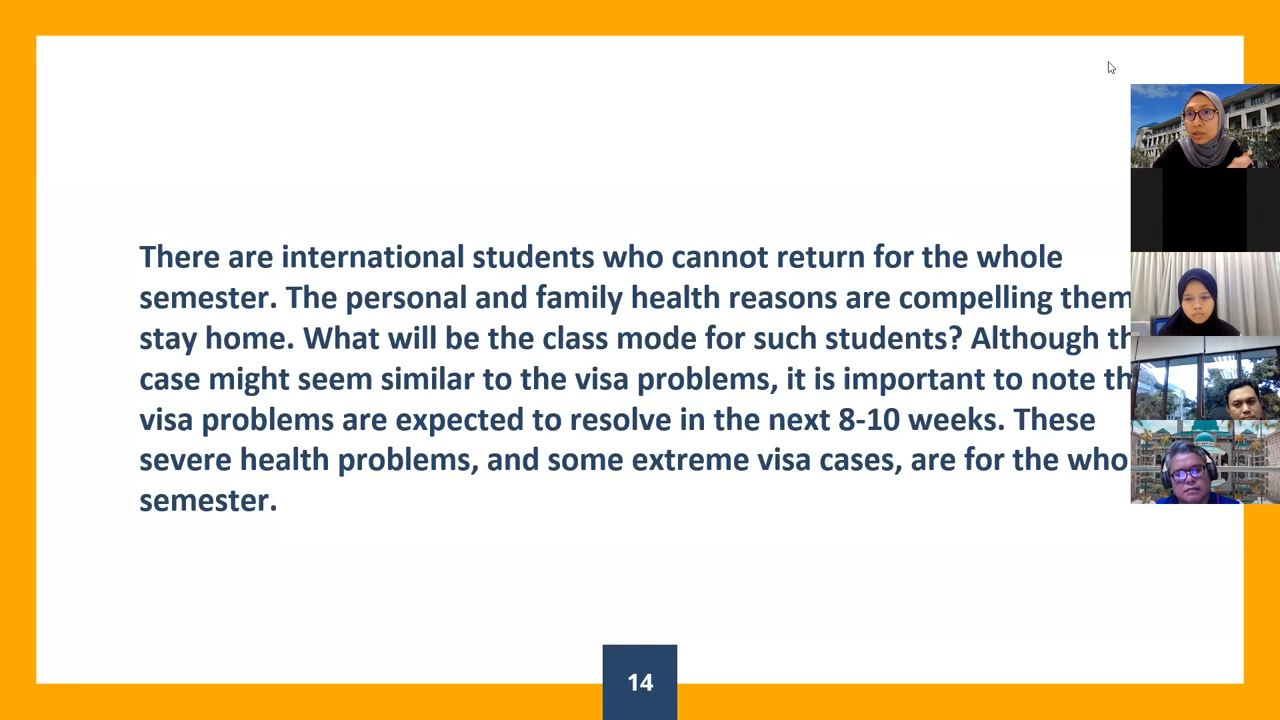 There are international students who cannot return for the whole
semester. The personal and family health reasons are compelling them
stay home. What will be the class mode for such students? Although
case might seem similar to the visa problems, it is important to note
visa problems are expected to resolve in the next 8-10 weeks. These
severe health problems, and some extreme visa cases, are for the
semester.
14